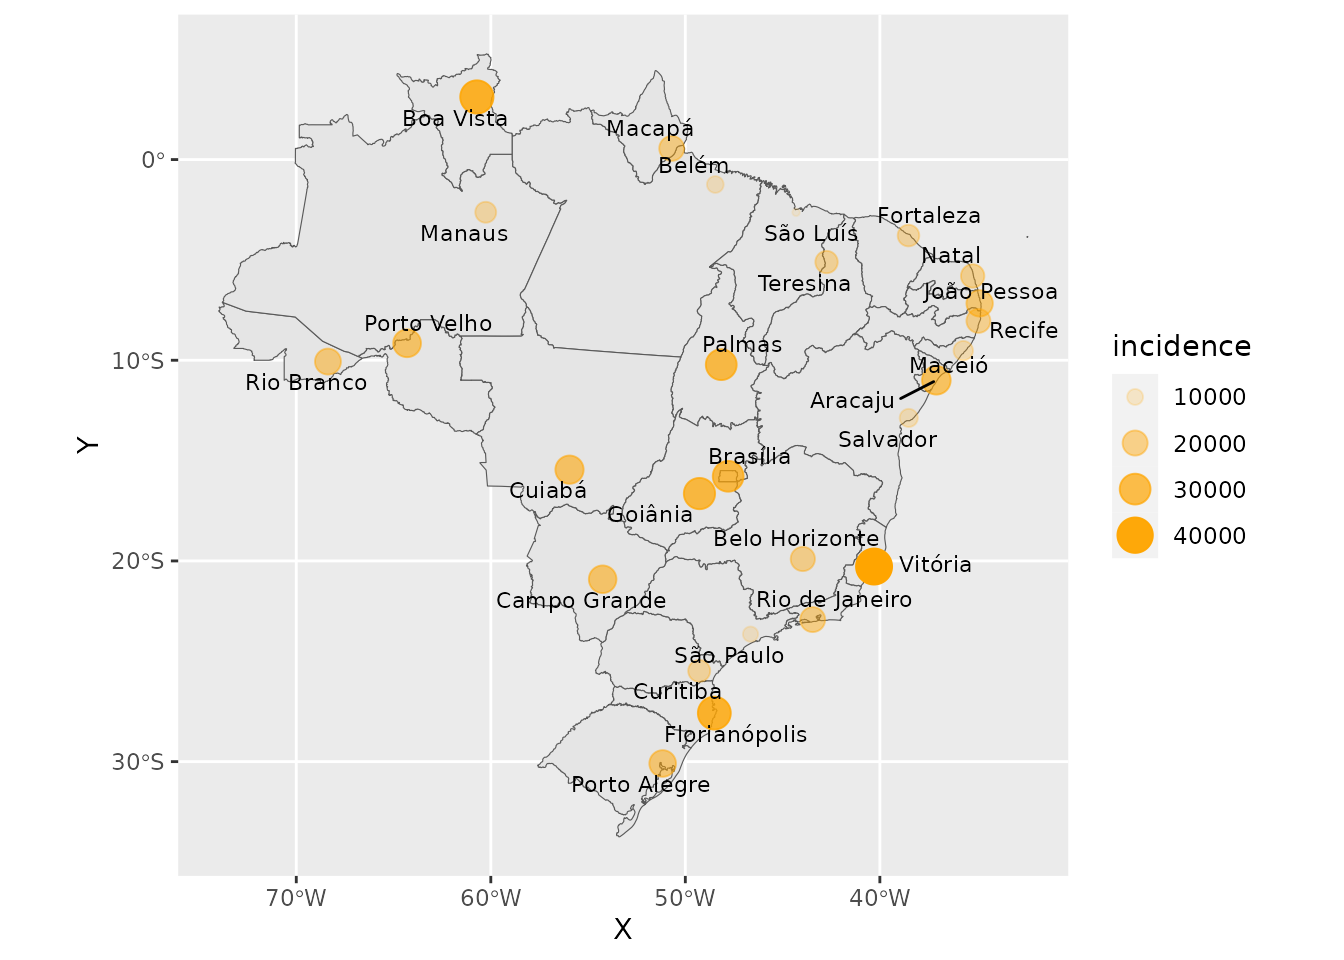 Boa Vista
Macapá
Belém
Fortaleza
Manaus
São Luís
Natal
Teresina
João Pessoa
Porto Velho
Recife
Palmas
Maceió
Rio Branco
Aracaju
Salvador
Brasília
Cuiabá
Goiânia
Belo Horizonte
Vitória
Campo Grande
Rio de Janeiro
São Paulo
Curitiba
Florianópolis
Porto Alegre
0°
10°S
20°S
30°S
Y
70°W
60°W
50°W
40°W
X
incidence
10000
20000
30000
40000